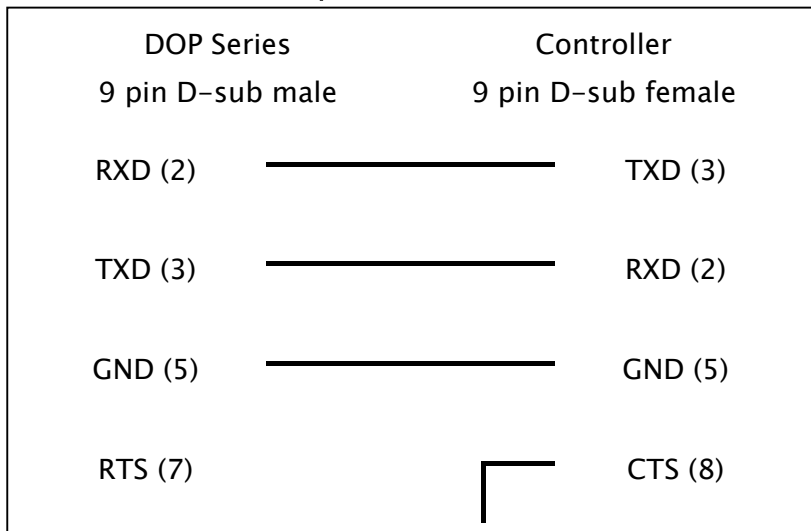 DOP Series Controller
9 pin D-sub male 9 pin D-sub female
RXD (2) TXD (3)
TXD (3) RXD (2)
GND (5) GND (5)
RTS (7) CTS (8)